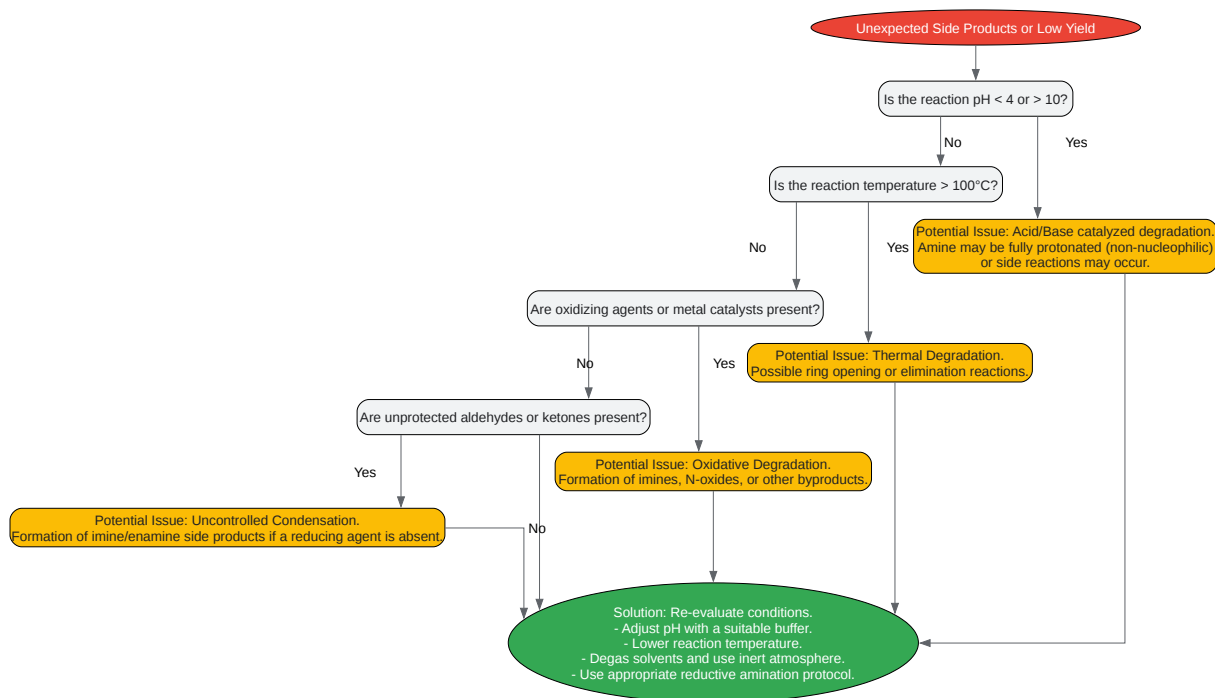 Unexpected Side Products or Low Yield
Is the reaction pH < 4 or > 10?
No
Yes
Is the reaction temperature > 100°C?
Potential Issue: Acid/Base catalyzed degradation.
Amine may be fully protonated (non-nucleophilic)
or side reactions may occur.
No
Yes
Are oxidizing agents or metal catalysts present?
Potential Issue: Thermal Degradation.
Possible ring opening or elimination reactions.
No
Yes
Are unprotected aldehydes or ketones present?
Potential Issue: Oxidative Degradation.
Formation of imines, N-oxides, or other byproducts.
Yes
Potential Issue: Uncontrolled Condensation.
Formation of imine/enamine side products if a reducing agent is absent.
No
Solution: Re-evaluate conditions.
- Adjust pH with a suitable buffer.
- Lower reaction temperature.
- Degas solvents and use inert atmosphere.
- Use appropriate reductive amination protocol.